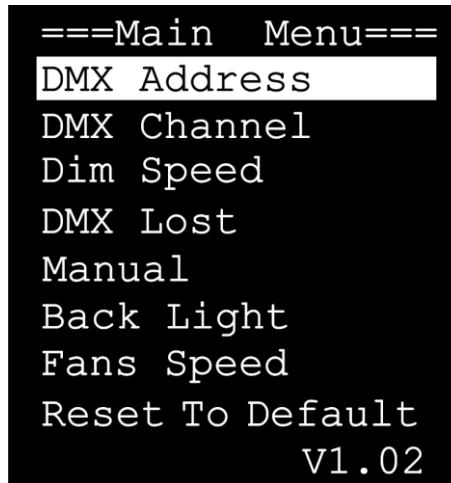 ===Main Menu===
DMX Address
DMX Channel
Dim Speed
DMX Lost
Manual
Back Light
Fans Speed
Reset To Default
V1.02